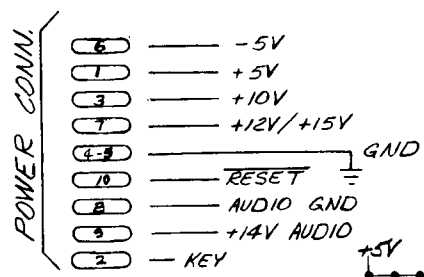 POWER CONN.
6 -5V
1 +5V
3 +10V
7 +12V/+15V
4-5 GND
10 RESET
8 AUDIO GND
9 +14V AUDIO
2 KEY
+5V